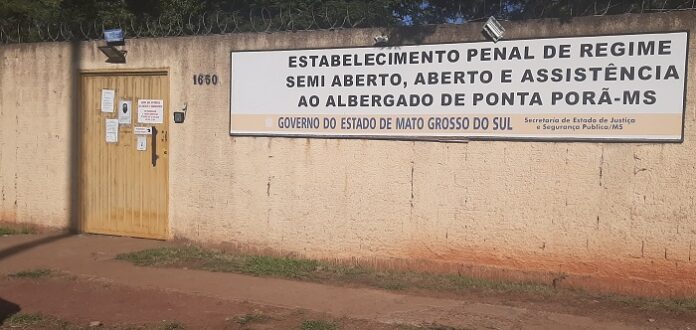 ESTABELECIMENTO PENAL DE REGIME
SEMI ABERTO, ABERTO E ASSISTÊNCIA
AO ALBERGADO DE PONTA PORÃ-MS
GOVERNO DO ESTADO DE MATO GROSSO DO SUL
Secretaria de Estado de Justiça
e Segurança Publica/MS
1650